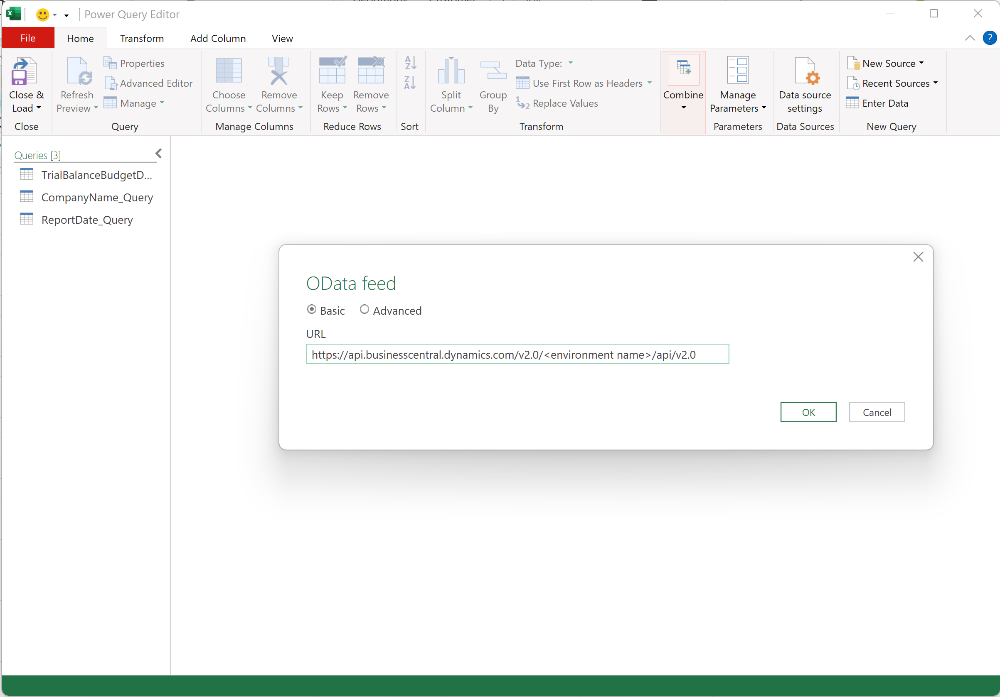 Power Query Editor
File Home Transform Add Column View
Close & Load
Refresh Preview
Properties
Advanced Editor
Manage
Choose Columns
Remove Columns
Keep Rows
Remove Rows
Split Column
Group By
Data Type:
Use First Row as Headers
Replace Values
Combine
Manage Parameters
Data source settings
New Source
Recent Sources
Enter Data
Close Query Manage Columns Reduce Rows Sort Transform Parameters Data Sources New Query
Queries [3]
TrialBalanceBudgetD...
CompanyName_Query
ReportDate_Query
OData feed
Basic Advanced
URL
https://api.businesscentral.dynamics.com/v2.0/<environment name>/api/v2.0
OK Cancel